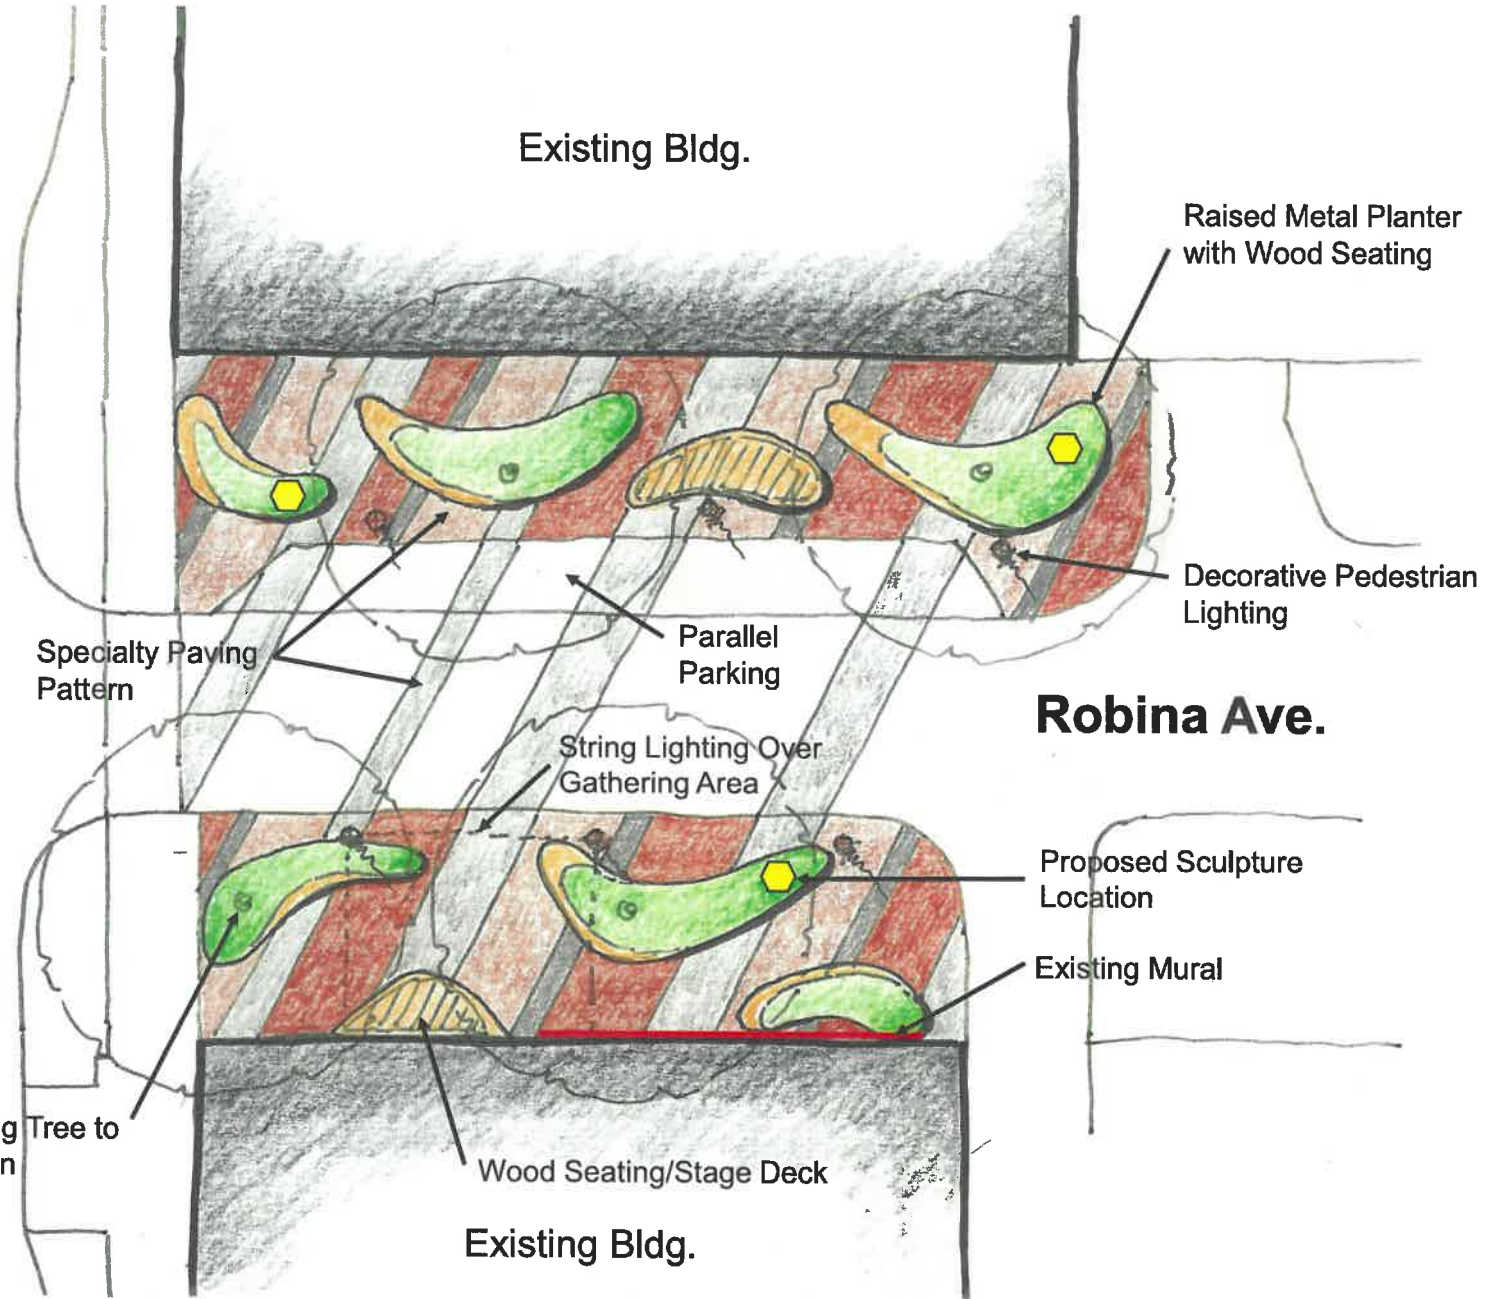 Existing Bldg.
Raised Metal Planter
with Wood Seating
Decorative Pedestrian
Lighting
Specialty Paving
Pattern
Parallel
Parking
Robina Ave.
String Lighting Over
Gathering Area
Proposed Sculpture
Location
Existing Mural
g Tree to
n
Wood Seating/Stage Deck
Existing Bldg.